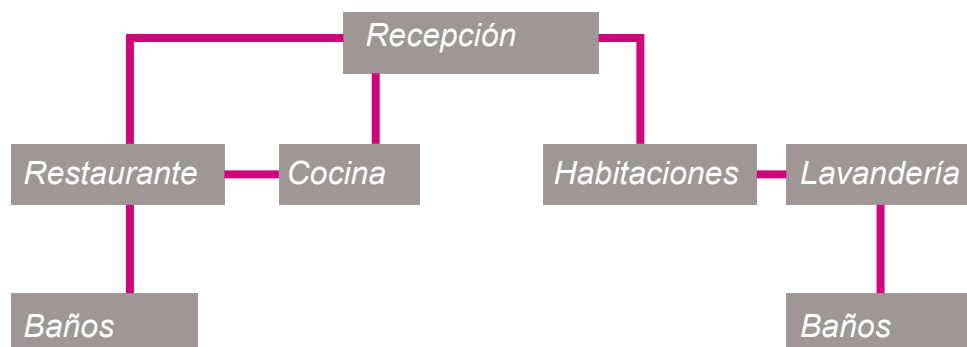 Recepción
Restaurante
Cocina
Habitaciones
Lavandería
Baños
Baños